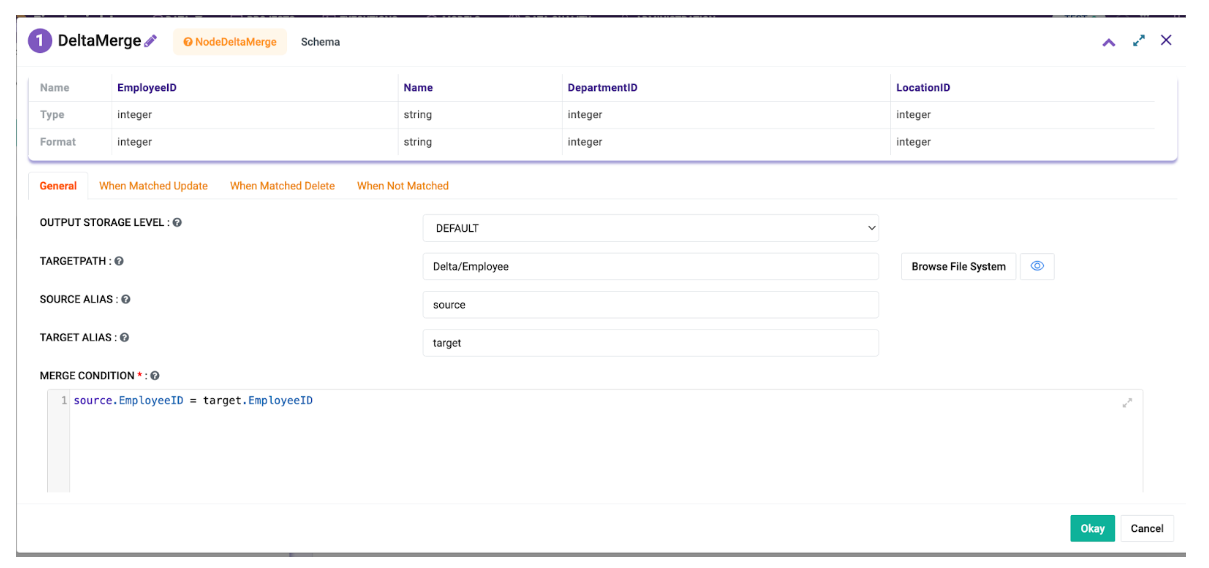 1 DeltaMerge NodeDeltaMerge Schema
Name EmployeeID Name DepartmentID LocationID
Type integer string integer integer
Format integer string integer integer
General When Matched Update When Matched Delete When Not Matched
OUTPUT STORAGE LEVEL : DEFAULT
TARGETPATH : Delta/Employee Browse File System
SOURCE ALIAS : source
TARGET ALIAS : target
MERGE CONDITION * :
1 source.EmployeeID = target.EmployeeID
Okay Cancel